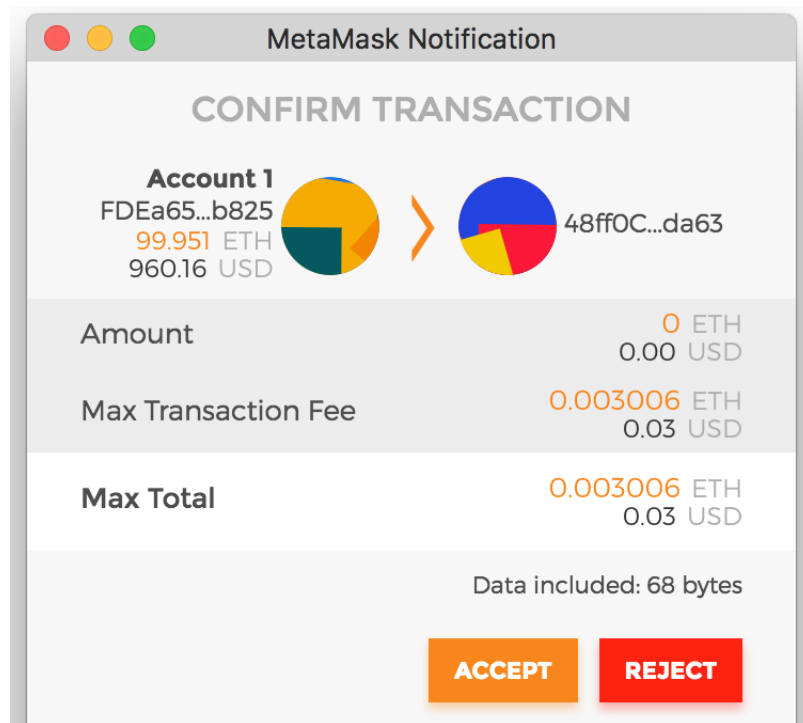 MetaMask Notification
CONFIRM TRANSACTION
Account 1
FDEa65...b825
99.951 ETH
960.16 USD
48ff0C...da63
Amount
0 ETH
0.00 USD
Max Transaction Fee
0.003006 ETH
0.03 USD
Max Total
0.003006 ETH
0.03 USD
Data included: 68 bytes
ACCEPT REJECT